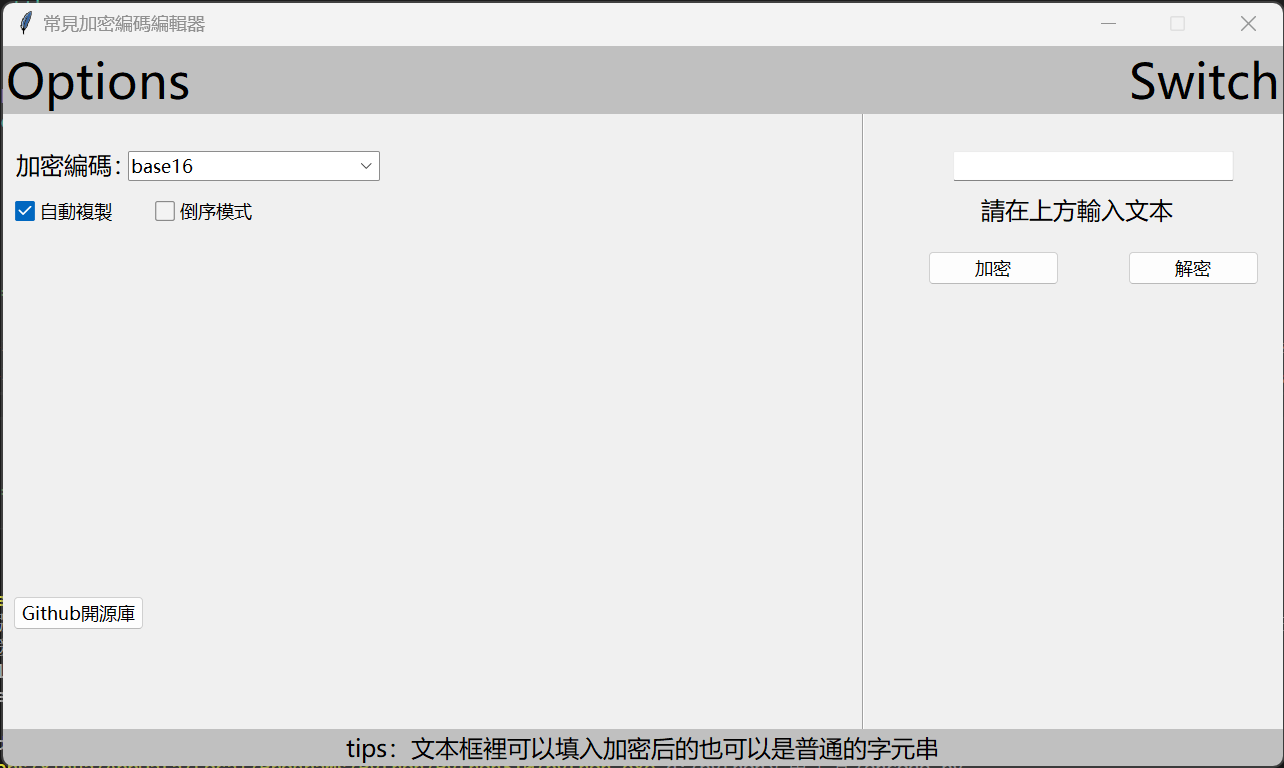 常見加密編碼編輯器
Options Switch
加密編碼：base16
自動複製 倒序模式
請在上方輸入文本
加密 解密
Github開源庫
tips：文本框裡可以填入加密后的也可以是普通的字元串